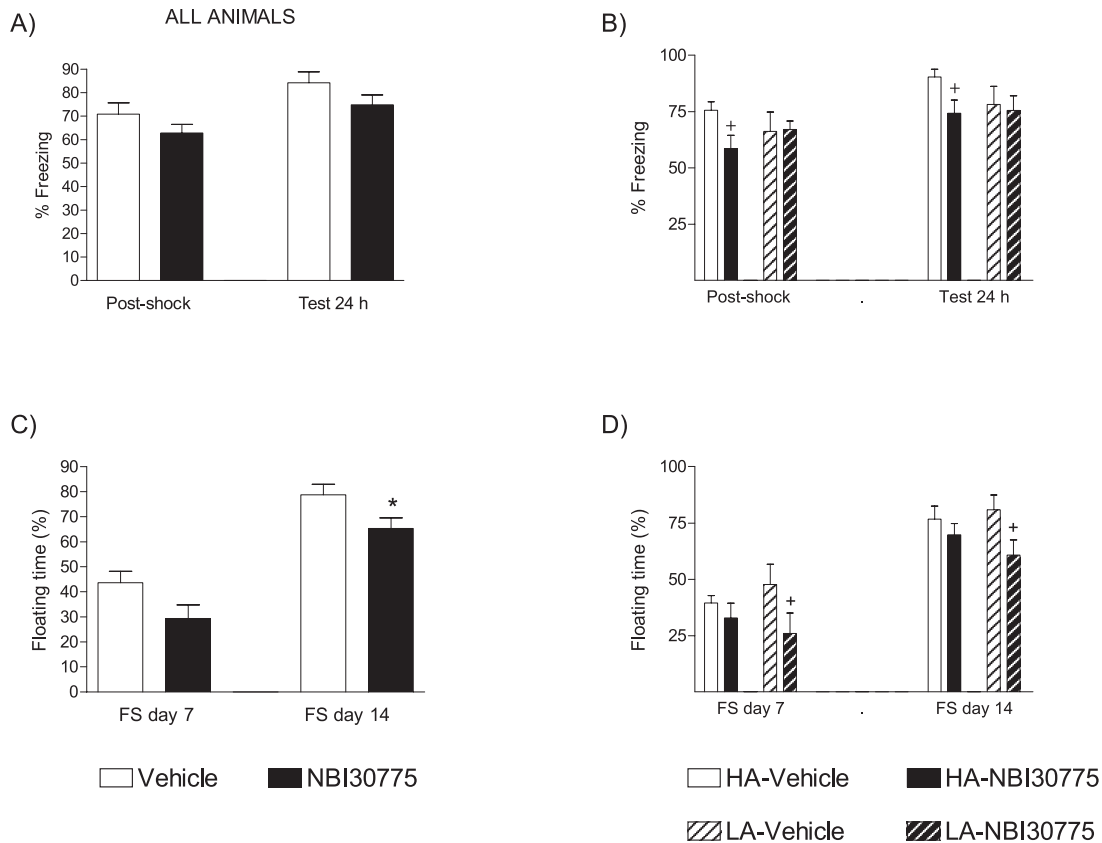 A)
ALL ANIMALS
% Freezing
90
80
70
60
50
40
30
20
10
0
Post-shock
Test 24 h
B)
% Freezing
100
75
50
25
+
+
Post-shock
.
Test 24 h
C)
Floating time (%)
90
80
70
60
50
40
30
20
10
0
*
FS day 7
FS day 14
Vehicle
NBI30775
D)
Floating time (%)
100
75
50
25
+
+
FS day 7
.
FS day 14
HA-Vehicle
HA-NBI30775
LA-Vehicle
LA-NBI30775